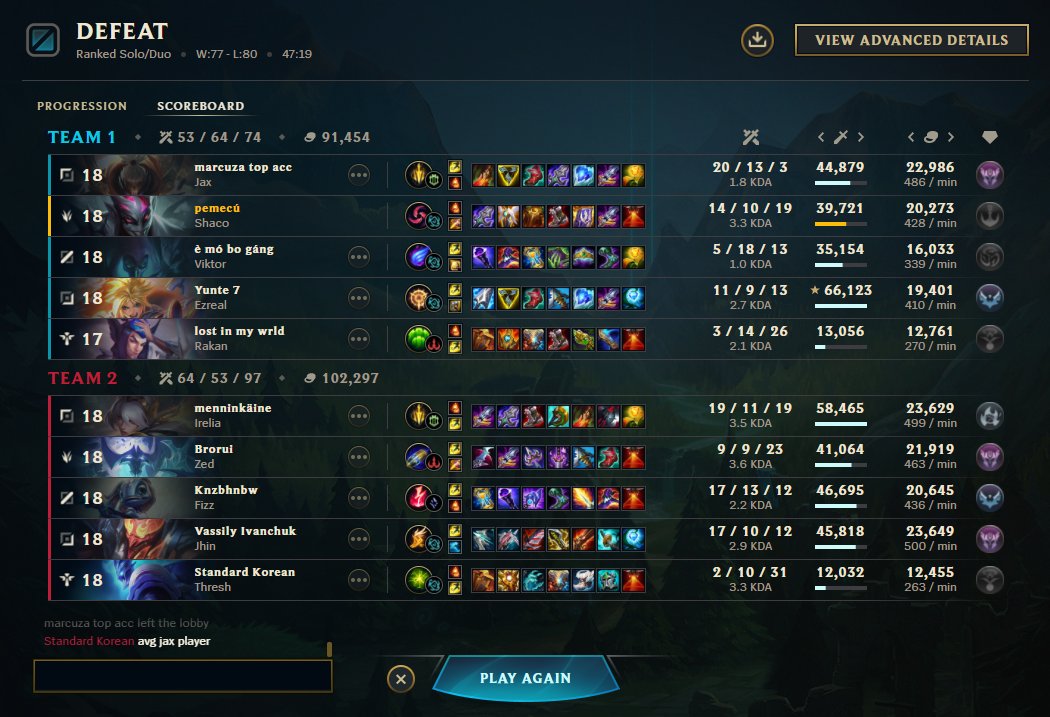 DEFEAT
Ranked Solo/Duo • W:77 - L:80 • 47:19
VIEW ADVANCED DETAILS
PROGRESSION SCOREBOARD
TEAM 1 • 53 / 64 / 74 • 91,454
18 marcuza top acc 20 / 13 / 3 44,879 22,986
Jax 1.8 KDA 486 / min
18 pemecú 14 / 10 / 19 39,721 20,273
Shaco 3.3 KDA 428 / min
18 è mó bo gáng 5 / 18 / 13 35,154 16,033
Viktor 1.0 KDA 339 / min
18 Yunte 7 11 / 9 / 13 66,123 19,401
Ezreal 2.7 KDA 410 / min
17 lost in my wrld 3 / 14 / 26 13,056 12,761
Rakan 2.1 KDA 270 / min
TEAM 2 • 64 / 53 / 97 • 102,297
18 menninkäine 19 / 11 / 19 58,465 23,629
Irelia 3.5 KDA 499 / min
18 Brorui 9 / 9 / 23 41,064 21,919
Zed 3.6 KDA 463 / min
18 Knzbhnbw 17 / 13 / 12 46,695 20,645
Fizz 2.2 KDA 436 / min
18 Vassily Ivanchuk 17 / 10 / 12 45,818 23,649
Jhin 2.9 KDA 500 / min
18 Standard Korean 2 / 10 / 31 12,032 12,455
Thresh 3.3 KDA 263 / min
marcuza top acc left the lobby
Standard Korean avg jax player
PLAY AGAIN